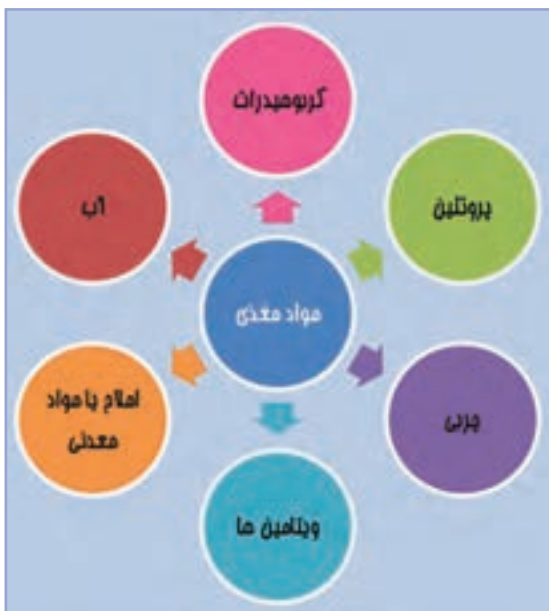 کربوهیدرات
پروتئین
آب
مواد مغذی
چربی
املاح یا مواد
معدنی
ویتامین ها